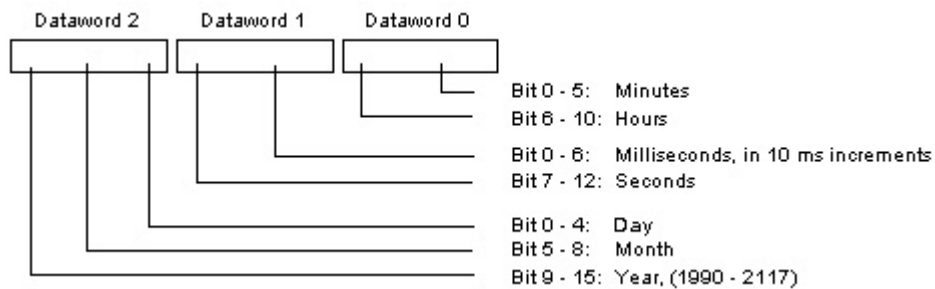 Dataword 2 Dataword 1 Dataword 0
Bit 0 - 5: Minutes
Bit 6 - 10: Hours
Bit 0 - 6: Milliseconds, in 10 ms increments
Bit 7 - 12: Seconds
Bit 0 - 4: Day
Bit 5 - 8: Month
Bit 9 - 15: Year, (1990 - 2117)